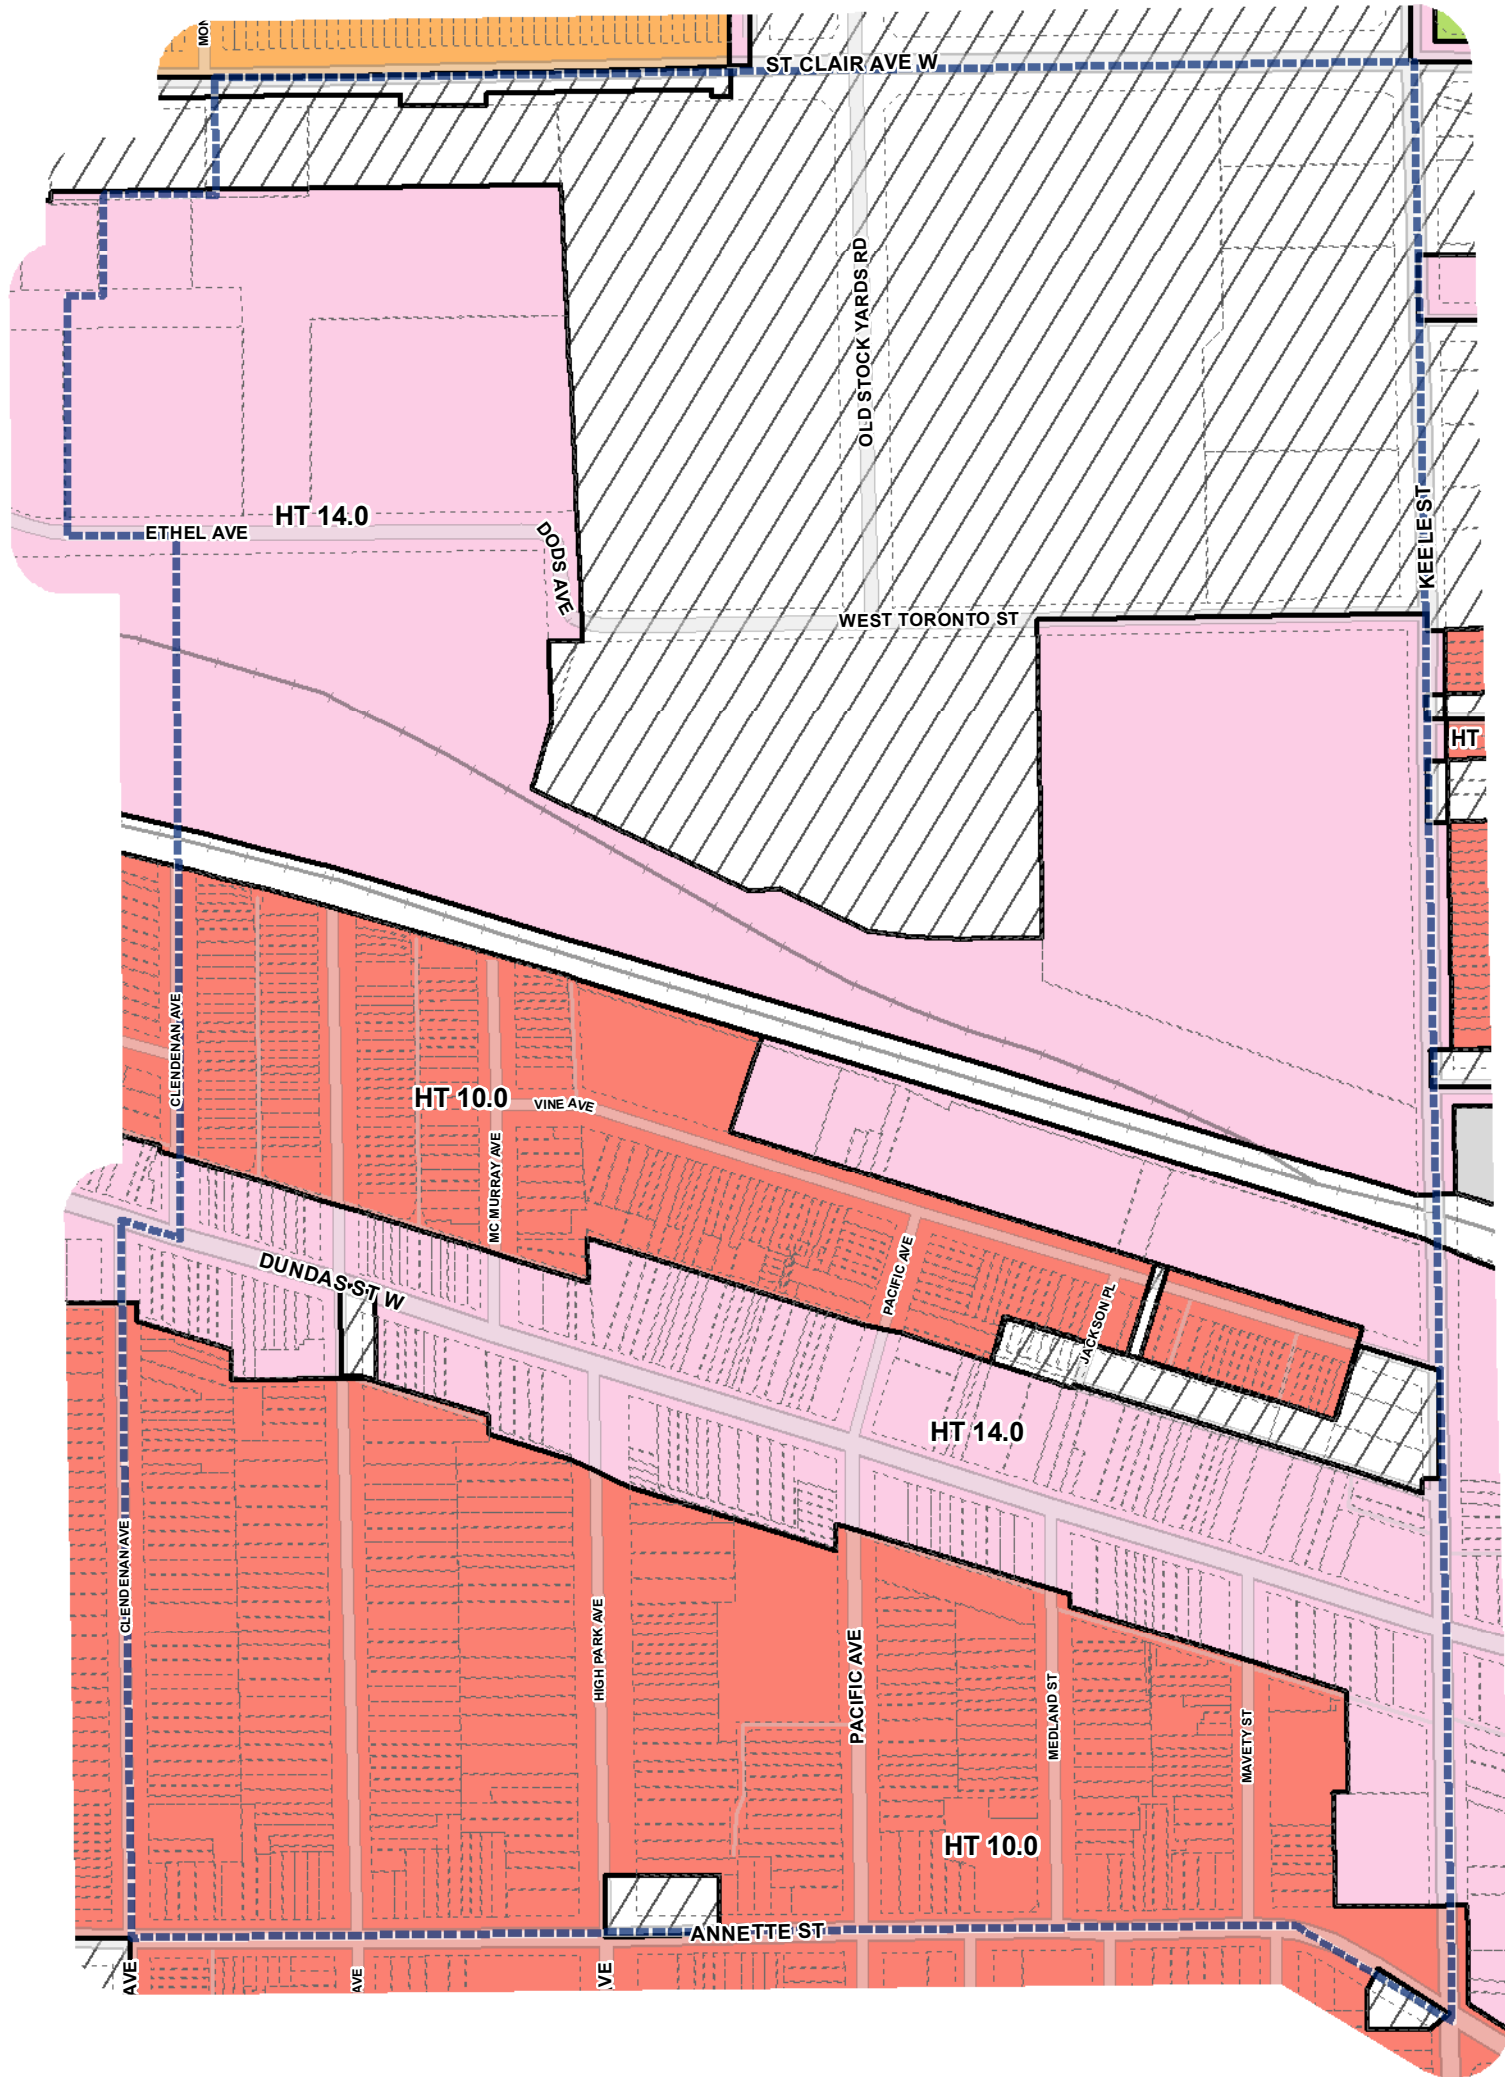 MON
ST CLAIR AVE W
OLD STOCK YARDS RD
KEELE ST
HT 14.0
ETHEL AVE
DODS AVE
WEST TORONTO ST
HT
CLENDENAN AVE
HT 10.0
VINE AVE
MC MURRAY AVE
PACIFIC AVE
JACKSON PL
DUNDAS ST W
HT 14.0
CLENDENAN AVE
HIGH PARK AVE
PACIFIC AVE
MEDLAND ST
MAVETY ST
HT 10.0
ANNETTE ST
AVE
AVE
VE